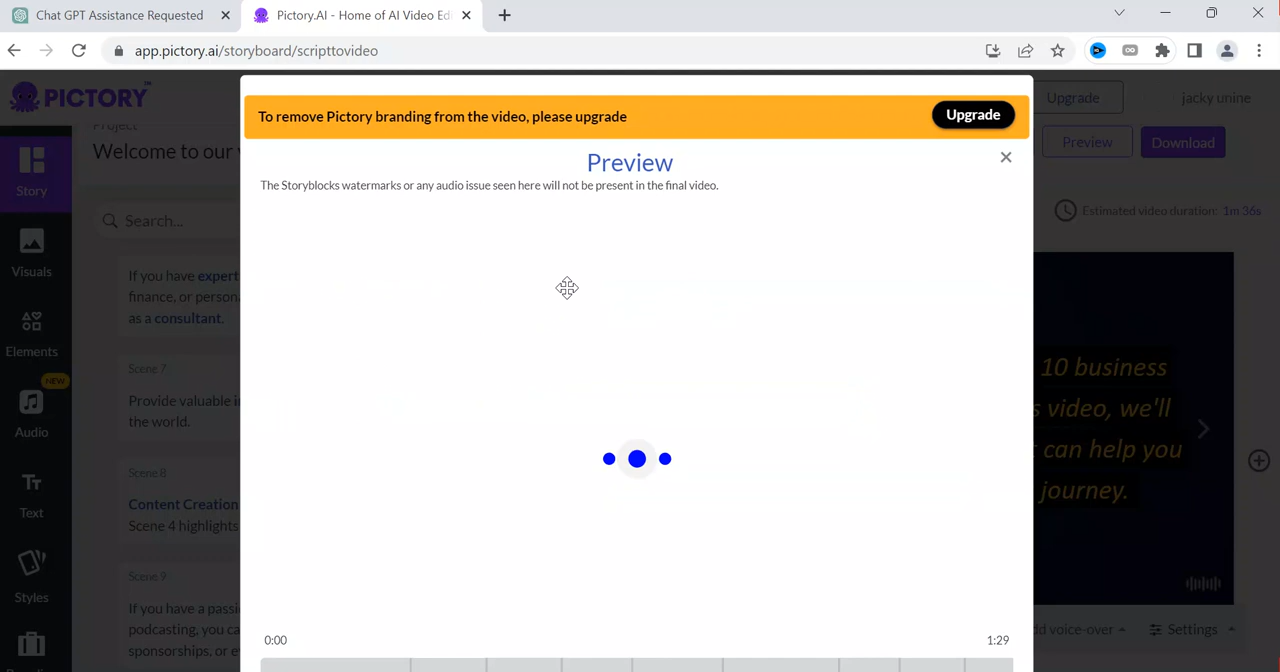 Chat GPT Assistance Requested
Pictory.AI - Home of AI Video Edi
app.pictory.ai/storyboard/scripttovideo
PICTORY
Upgrade
jacky unine
To remove Pictory branding from the video, please upgrade
Upgrade
Project
Welcome to our
Preview
Download
Preview
The Storyblocks watermarks or any audio issue seen here will not be present in the final video.
Story
Search...
Estimated video duration: 1m 36s
Visuals
If you have expert
finance, or person
as a consultant.
Elements
Scene 7
NEW
Provide valuable i
the world.
Audio
10 business
s video, we'll
can help you
journey.
Scene 8
Content Creation
Scene 4 highlights
Text
Scene 9
Styles
If you have a passi
podcasting, you ca
sponsorships, or e
0:00
1:29
dd voice-over
Settings